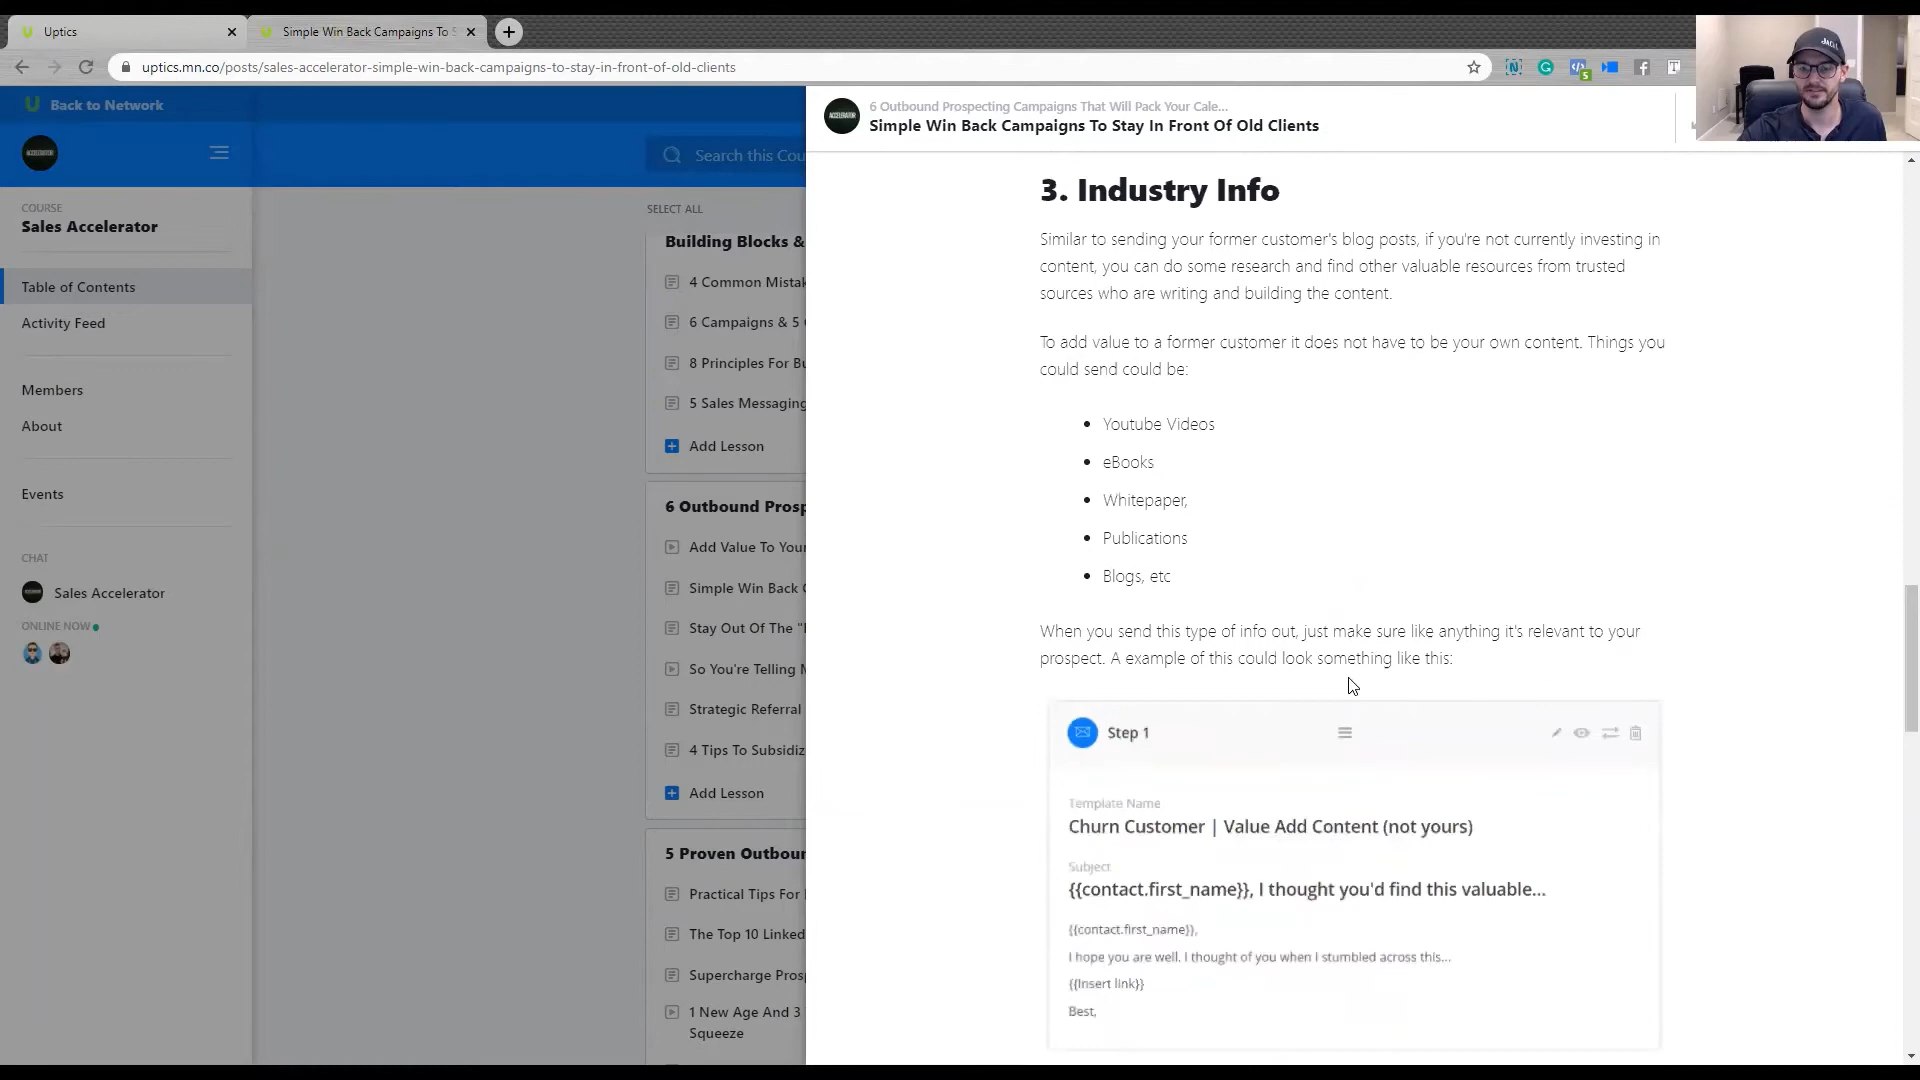 Uptics
Simple Win Back Campaigns To S
uptics.mn.co/posts/sales-accelerator-simple-win-back-campaigns-to-stay-in-front-of-old-clients
Back to Network
COURSE
Sales Accelerator
Table of Contents
Activity Feed
Members
About
Events
CHAT
Sales Accelerator
ONLINE NOW
Search this Cou
SELECT ALL
Building Blocks &
4 Common Mistak
6 Campaigns & 5
8 Principles For Bu
5 Sales Messaging
Add Lesson
6 Outbound Prosp
Add Value To Your
Simple Win Back C
Stay Out Of The "
So You're Telling M
Strategic Referral
4 Tips To Subsidiz
Add Lesson
5 Proven Outboun
Practical Tips For
The Top 10 Linked
Supercharge Prosp
1 New Age And 3
Squeeze
ACCELERATOR
6 Outbound Prospecting Campaigns That Will Pack Your Cale...
Simple Win Back Campaigns To Stay In Front Of Old Clients
3. Industry Info
Similar to sending your former customer's blog posts, if you're not currently investing in
content, you can do some research and find other valuable resources from trusted
sources who are writing and building the content.
To add value to a former customer it does not have to be your own content. Things you
could send could be:
Youtube Videos
eBooks
Whitepaper,
Publications
Blogs, etc
When you send this type of info out, just make sure like anything it's relevant to your
prospect. A example of this could look something like this:
Step 1
Template Name
Churn Customer | Value Add Content (not yours)
Subject
{{contact.first_name}}, I thought you'd find this valuable...
{{contact.first_name}},
I hope you are well. I thought of you when I stumbled across this...
{{Insert link}}
Best,